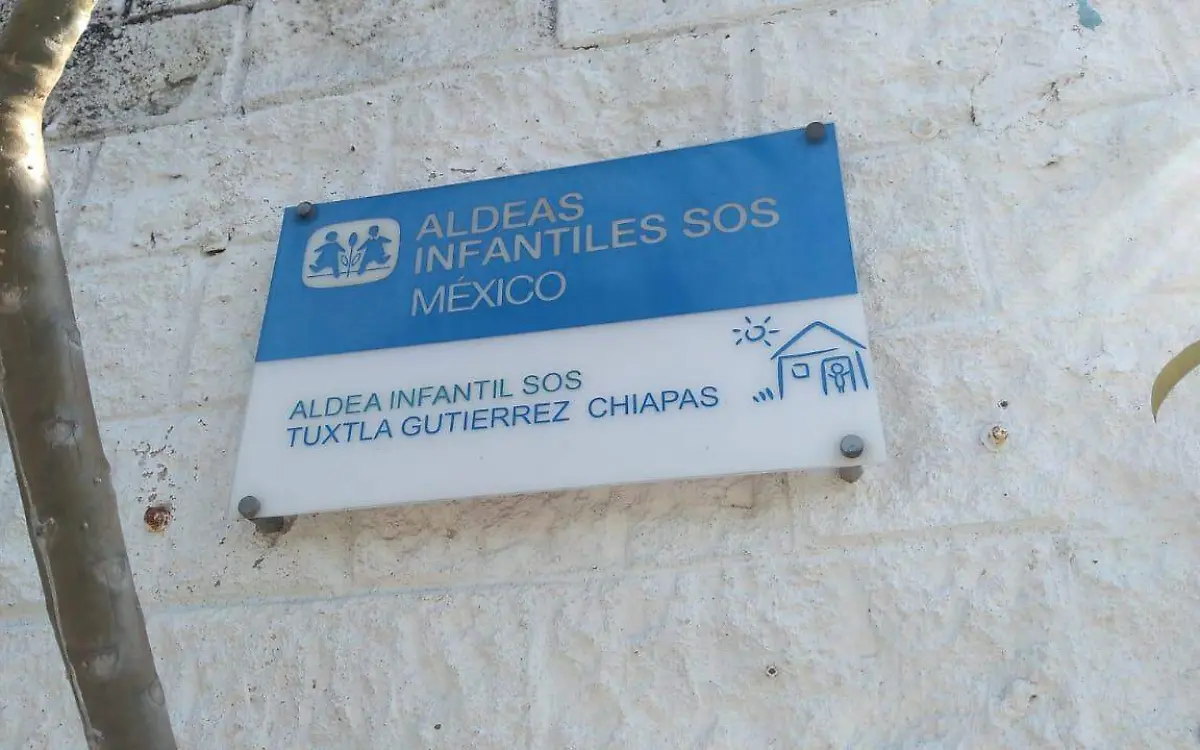 ALDEAS
INFANTILES SOS
MÉXICO
ALDEA INFANTIL SOS
TUXTLA GUTIERREZ CHIAPAS